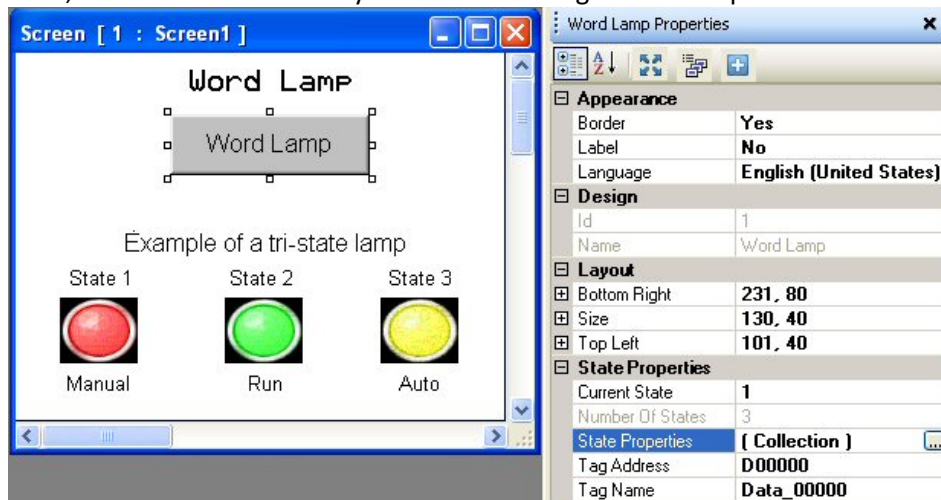 Screen [ 1 : Screen1 ]
Word Lamp
Word Lamp
Example of a tri-state lamp
State 1 State 2 State 3
Manual Run Auto
Word Lamp Properties
Appearance
Border Yes
Label No
Language English (United States)
Design
Id 1
Name Word Lamp
Layout
Bottom Right 231, 80
Size 130, 40
Top Left 101, 40
State Properties
Current State 1
Number Of States 3
State Properties ( Collection ) ...
Tag Address D00000
Tag Name Data_00000